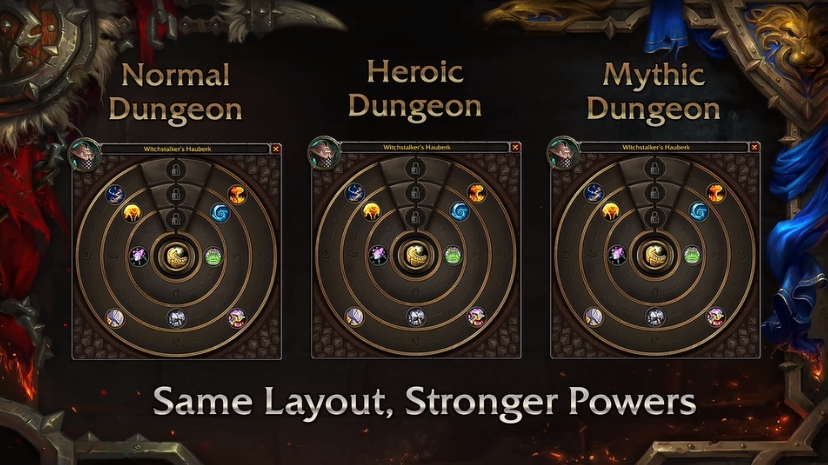 Normal
Dungeon
Heroic
Dungeon
Mythic
Dungeon
Witchstalker's Hauberk
Witchstalker's Hauberk
Witchstalker's Hauberk
Same Layout, Stronger Powers